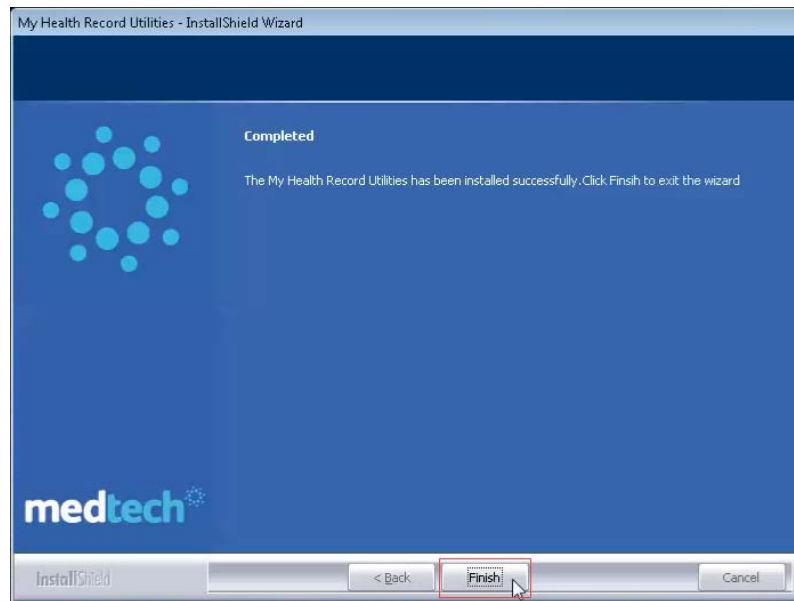 My Health Record Utilities - InstallShield Wizard
Completed
The My Health Record Utilities has been installed successfully.Click Finsih to exit the wizard
medtech
InstallShield
< Back
Finish
Cancel